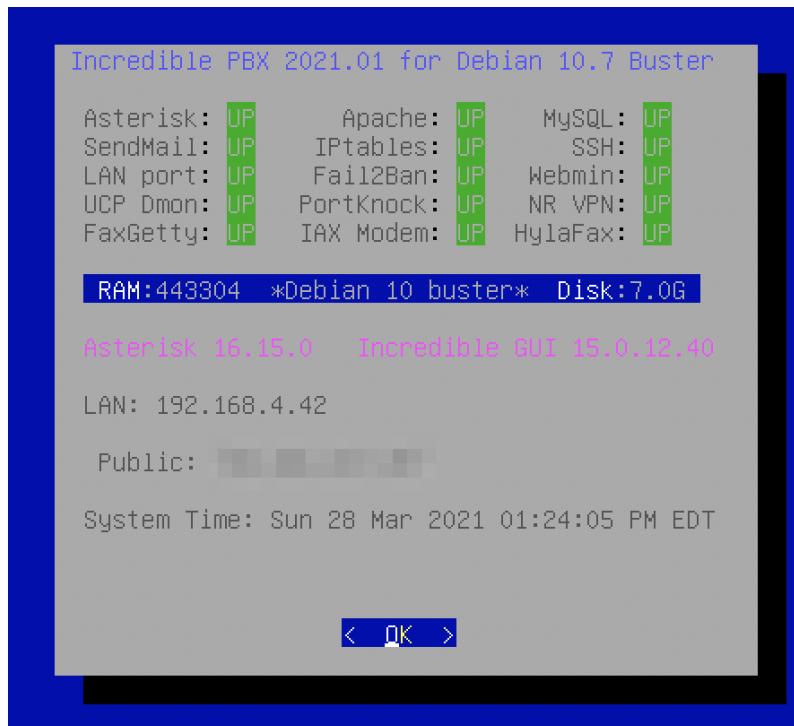 Incredible PBX 2021.01 for Debian 10.7 Buster
Asterisk: UP Apache: UP MySQL: UP
SendMail: UP IPtables: UP SSH: UP
LAN port: UP Fail2Ban: UP Webmin: UP
UCP Dmon: UP PortKnock: UP NR VPN: UP
FaxGetty: UP IAX Modem: UP HylaFax: UP
RAM:443304 *Debian 10 buster* Disk:7.0G
Asterisk 16.15.0 Incredible GUI 15.0.12.40
LAN: 192.168.4.42
Public:
System Time: Sun 28 Mar 2021 01:24:05 PM EDT
< OK >